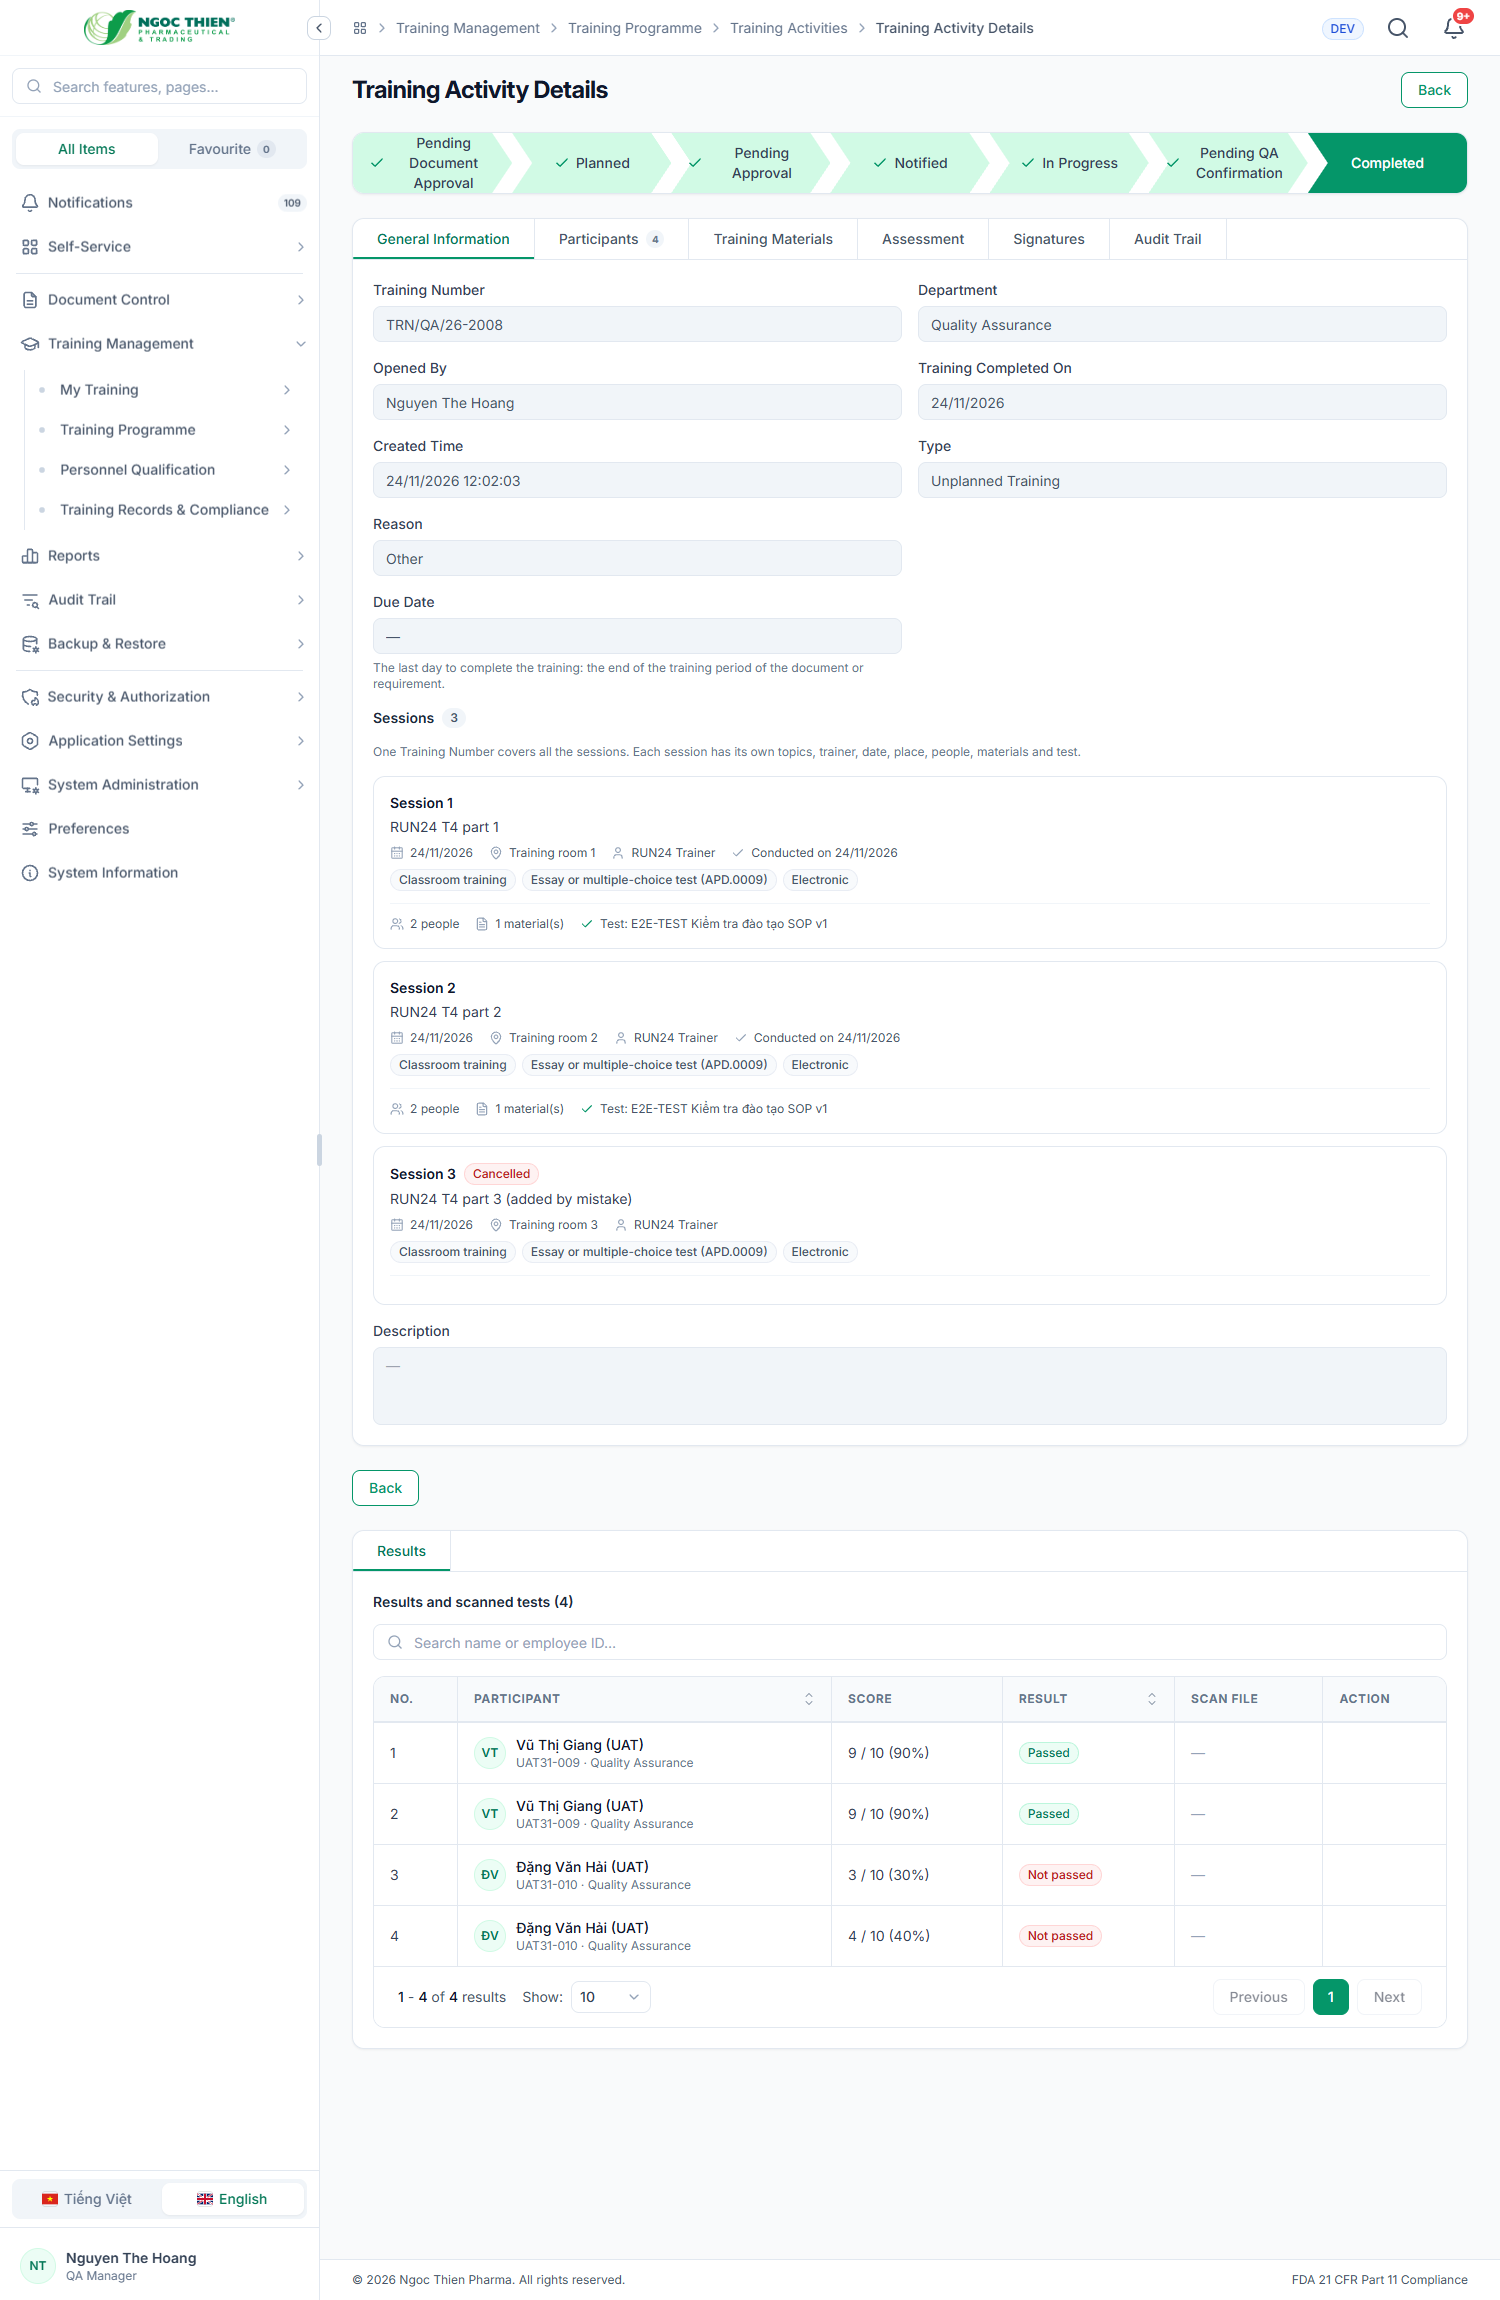 NGOC THIEN®
PHARMACEUTICAL
& TRADING
Search features, pages...
All Items
Favourite 0
Notifications 109
Self-Service
Document Control
Training Management
My Training
Training Programme
Personnel Qualification
Training Records & Compliance
Reports
Audit Trail
Backup & Restore
Security & Authorization
Application Settings
System Administration
Preferences
System Information
Tiếng Việt
English
NT
Nguyen The Hoang
QA Manager
Training Management
Training Programme
Training Activities
Training Activity Details
DEV
9+
Training Activity Details
Back
Pending
Document
Approval
Planned
Pending
Approval
Notified
In Progress
Pending QA
Confirmation
Completed
General Information
Participants 4
Training Materials
Assessment
Signatures
Audit Trail
Training Number
TRN/QA/26-2008
Department
Quality Assurance
Opened By
Nguyen The Hoang
Training Completed On
24/11/2026
Created Time
24/11/2026 12:02:03
Type
Unplanned Training
Reason
Other
Due Date
—
The last day to complete the training: the end of the training period of the document or
requirement.
Sessions 3
One Training Number covers all the sessions. Each session has its own topics, trainer, date, place, people, materials and test.
Session 1
RUN24 T4 part 1
24/11/2026 Training room 1 RUN24 Trainer Conducted on 24/11/2026
Classroom training Essay or multiple-choice test (APD.0009) Electronic
2 people 1 material(s) Test: E2E-TEST Kiểm tra đào tạo SOP v1
Session 2
RUN24 T4 part 2
24/11/2026 Training room 2 RUN24 Trainer Conducted on 24/11/2026
Classroom training Essay or multiple-choice test (APD.0009) Electronic
2 people 1 material(s) Test: E2E-TEST Kiểm tra đào tạo SOP v1
Session 3 Cancelled
RUN24 T4 part 3 (added by mistake)
24/11/2026 Training room 3 RUN24 Trainer
Classroom training Essay or multiple-choice test (APD.0009) Electronic
Description
—
Back
Results
Results and scanned tests (4)
Search name or employee ID...
NO. PARTICIPANT SCORE RESULT SCAN FILE ACTION
1 VT Vũ Thị Giang (UAT) 9 / 10 (90%) Passed —
UAT31-009 · Quality Assurance
2 VT Vũ Thị Giang (UAT) 9 / 10 (90%) Passed —
UAT31-009 · Quality Assurance
3 ĐV Đặng Văn Hải (UAT) 3 / 10 (30%) Not passed —
UAT31-010 · Quality Assurance
4 ĐV Đặng Văn Hải (UAT) 4 / 10 (40%) Not passed —
UAT31-010 · Quality Assurance
1 - 4 of 4 results Show: 10
Previous 1 Next
© 2026 Ngoc Thien Pharma. All rights reserved.
FDA 21 CFR Part 11 Compliance